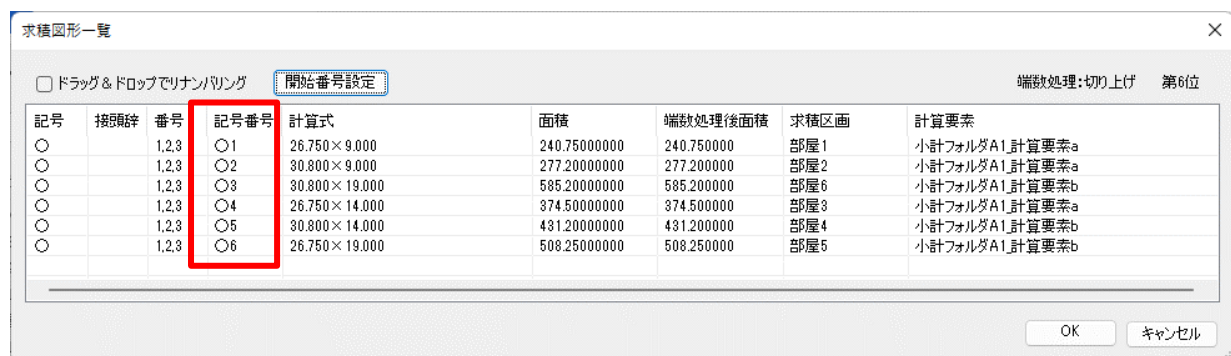 求積図形一覧
ドラッグ&ドロップでリナンバリング 開始番号設定 端数処理:切り上げ 第6位
記号 接頭辞 番号 記号番号 計算式 面積 端数処理後面積 求積区画 計算要素
○ 1,2,3 ○1 26.750×9.000 240.75000000 240.750000 部屋1 小計フォルダA1_計算要素a
○ 1,2,3 ○2 30.800×9.000 277.20000000 277.200000 部屋2 小計フォルダA1_計算要素a
○ 1,2,3 ○3 30.800×19.000 585.20000000 585.200000 部屋6 小計フォルダA1_計算要素b
○ 1,2,3 ○4 26.750×14.000 374.50000000 374.500000 部屋3 小計フォルダA1_計算要素a
○ 1,2,3 ○5 30.800×14.000 431.20000000 431.200000 部屋4 小計フォルダA1_計算要素b
○ 1,2,3 ○6 26.750×19.000 508.25000000 508.250000 部屋5 小計フォルダA1_計算要素b
OK キャンセル